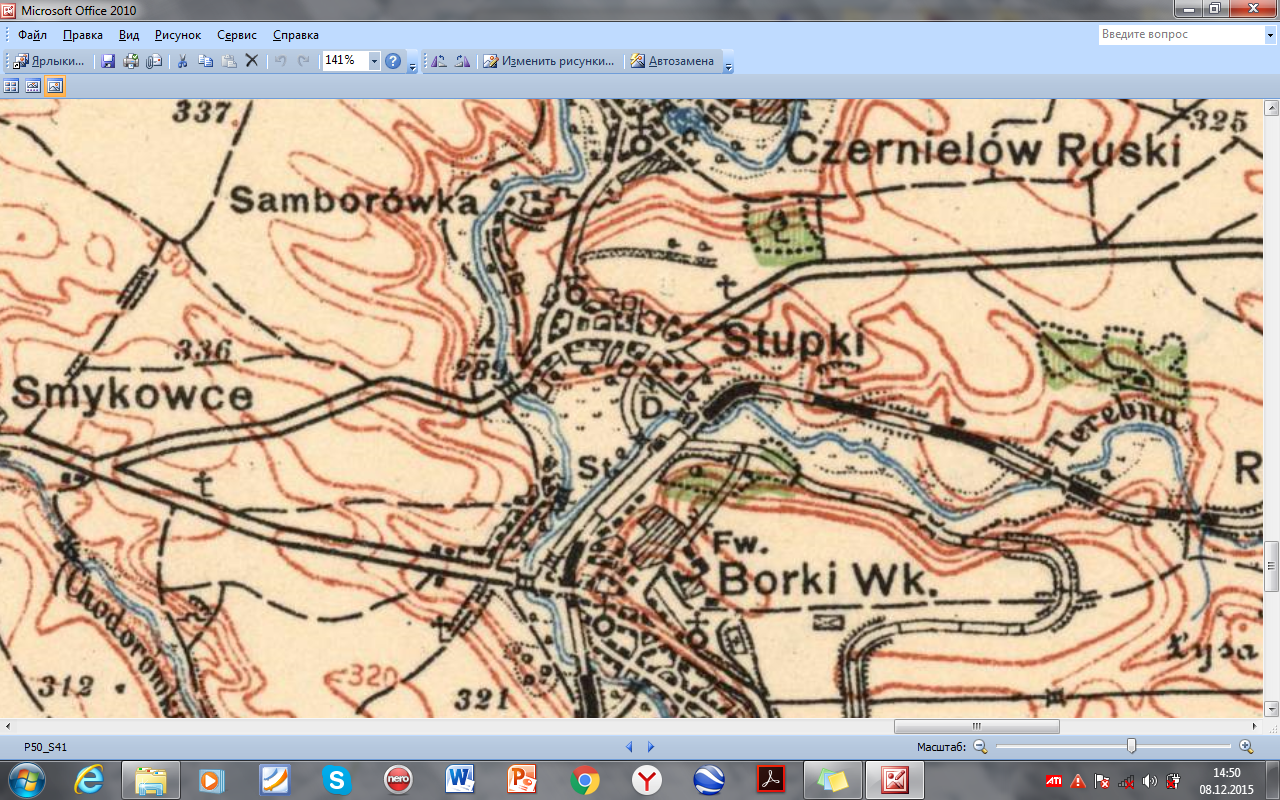 Microsoft Office 2010
Файл Правка Вид Рисунок Сервис Справка
Введите вопрос
Ярлыки... 141% Изменить рисунки... Автозамена
337
325
Czernielów Ruski
Samborówka
336
Stupki
289
Smykowce
D
Terebna
St.
R
Fw.
Borki Wk.
Chodorówka
Łysa
312
320
321
P50_S41
Масштаб:
14:50
08.12.2015